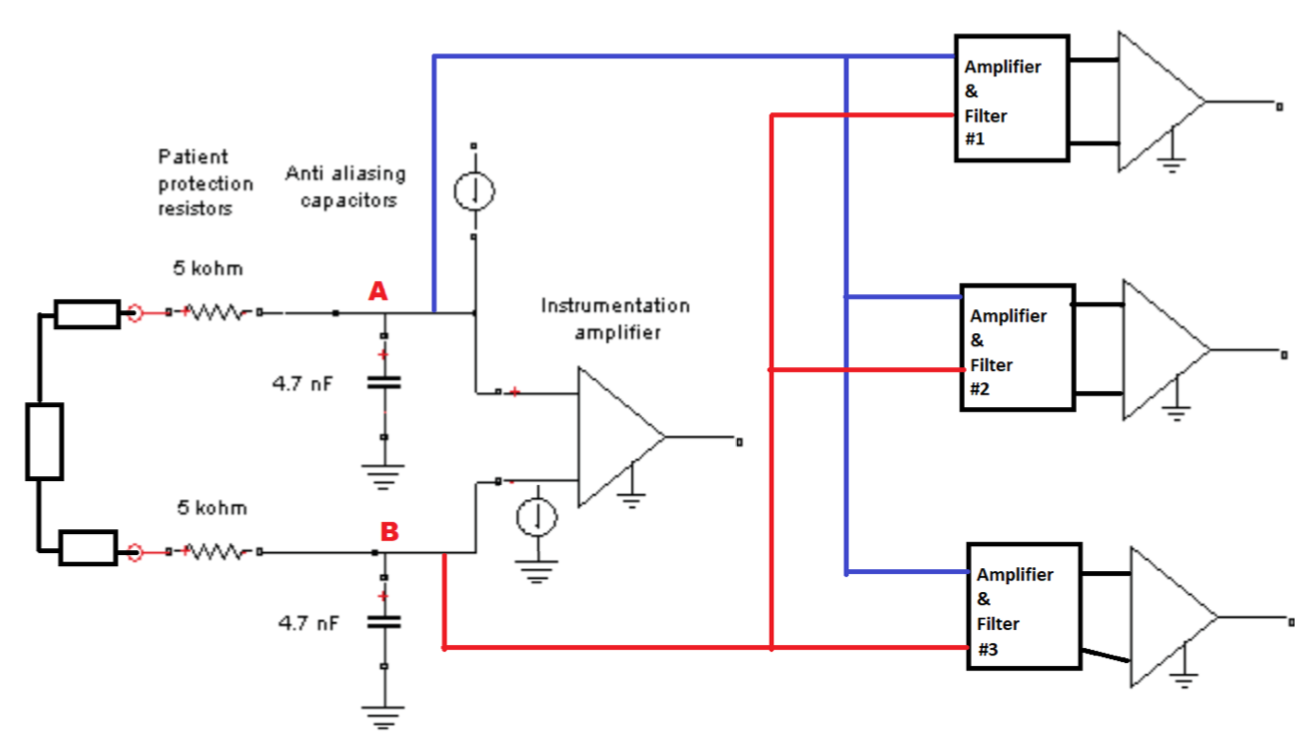 Patient
protection
resistors
Anti aliasing
capacitors
5 kohm
A
4.7 nF
Instrumentation
amplifier
5 kohm
B
4.7 nF
Amplifier
&
Filter
#1
Amplifier
&
Filter
#2
Amplifier
&
Filter
#3